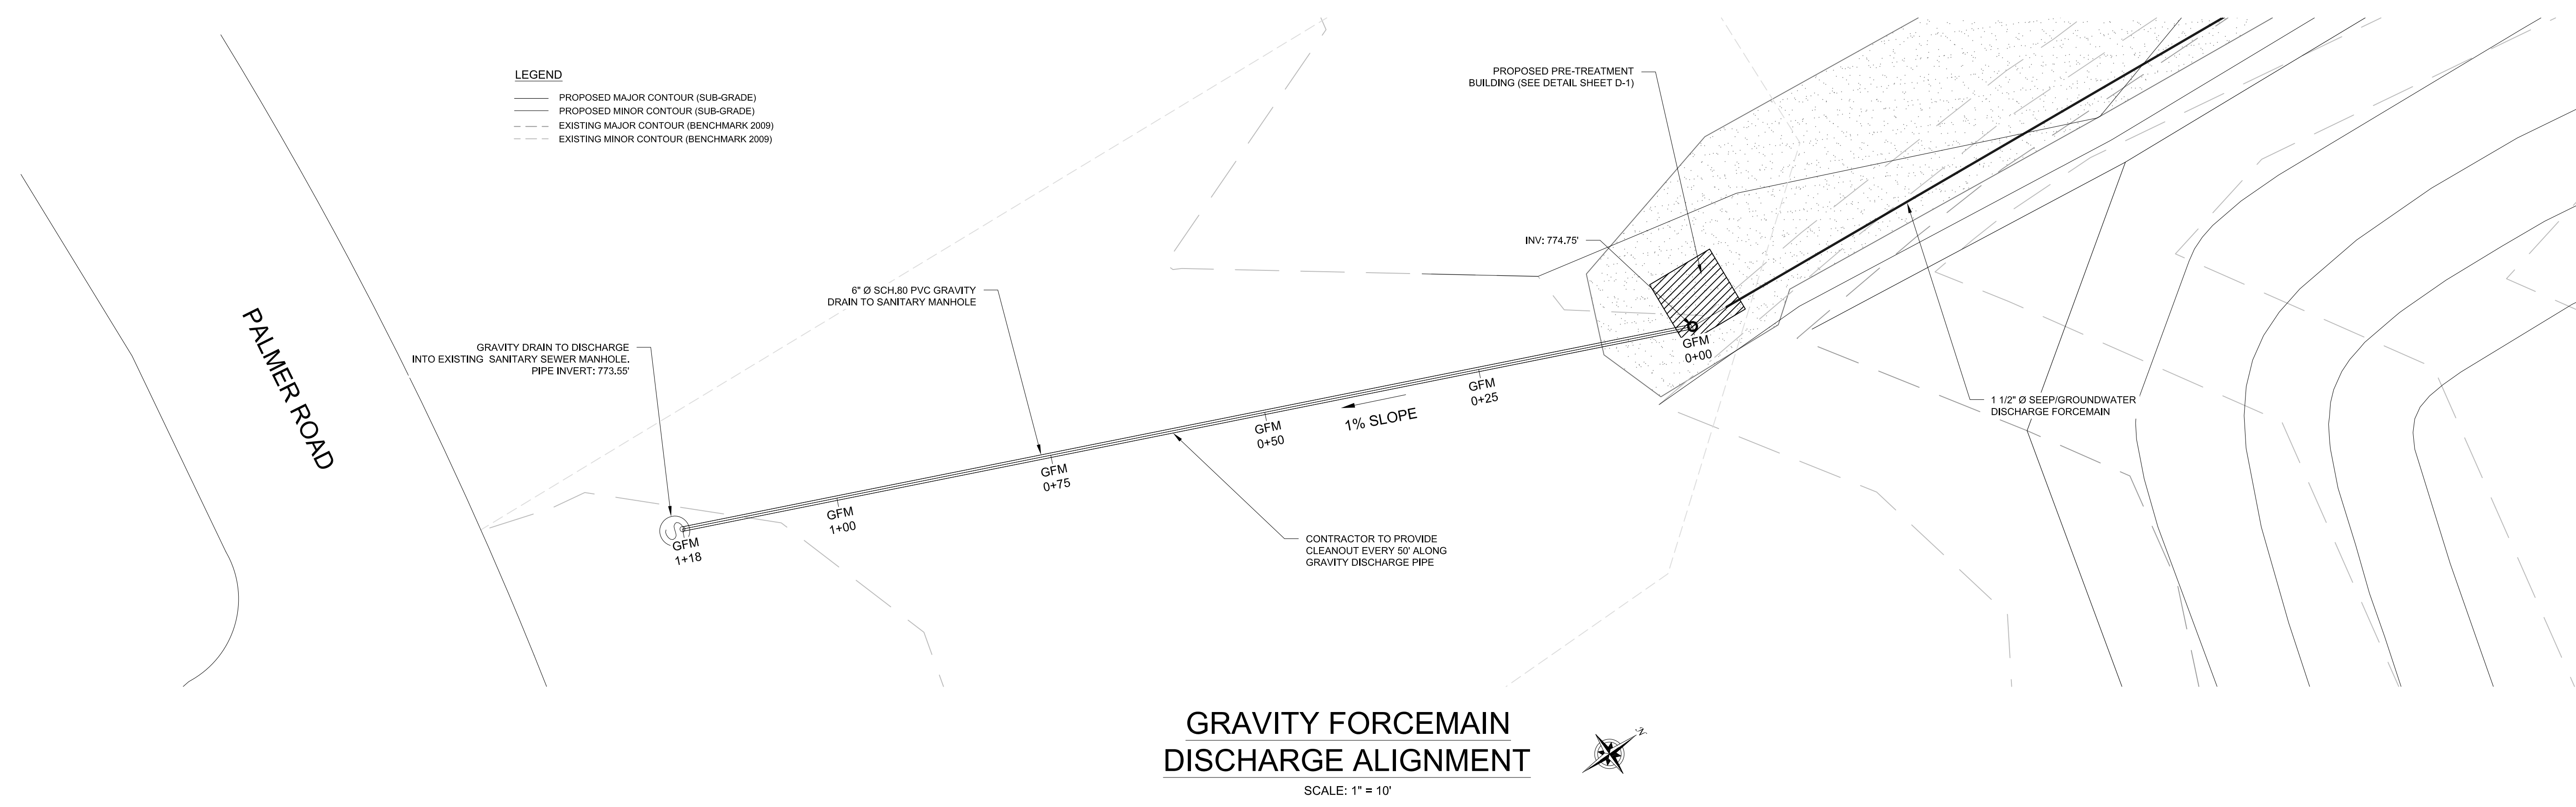 LEGEND
PROPOSED MAJOR CONTOUR (SUB-GRADE)
PROPOSED MINOR CONTOUR (SUB-GRADE)
EXISTING MAJOR CONTOUR (BENCHMARK 2009)
EXISTING MINOR CONTOUR (BENCHMARK 2009)
PROPOSED PRE-TREATMENT
BUILDING (SEE DETAIL SHEET D-1)
INV: 774.75'
6" Ø SCH.80 PVC GRAVITY
DRAIN TO SANITARY MANHOLE
GRAVITY DRAIN TO DISCHARGE
INTO EXISTING SANITARY SEWER MANHOLE.
PIPE INVERT: 773.55'
PALMER ROAD
GFM
0+00
GFM
0+25
1% SLOPE
GFM
0+50
GFM
0+75
GFM
1+00
GFM
1+18
S
1 1/2" Ø SEEP/GROUNDWATER
DISCHARGE FORCEMAIN
CONTRACTOR TO PROVIDE
CLEANOUT EVERY 50' ALONG
GRAVITY DISCHARGE PIPE
GRAVITY FORCEMAIN
DISCHARGE ALIGNMENT
N
SCALE: 1" = 10'